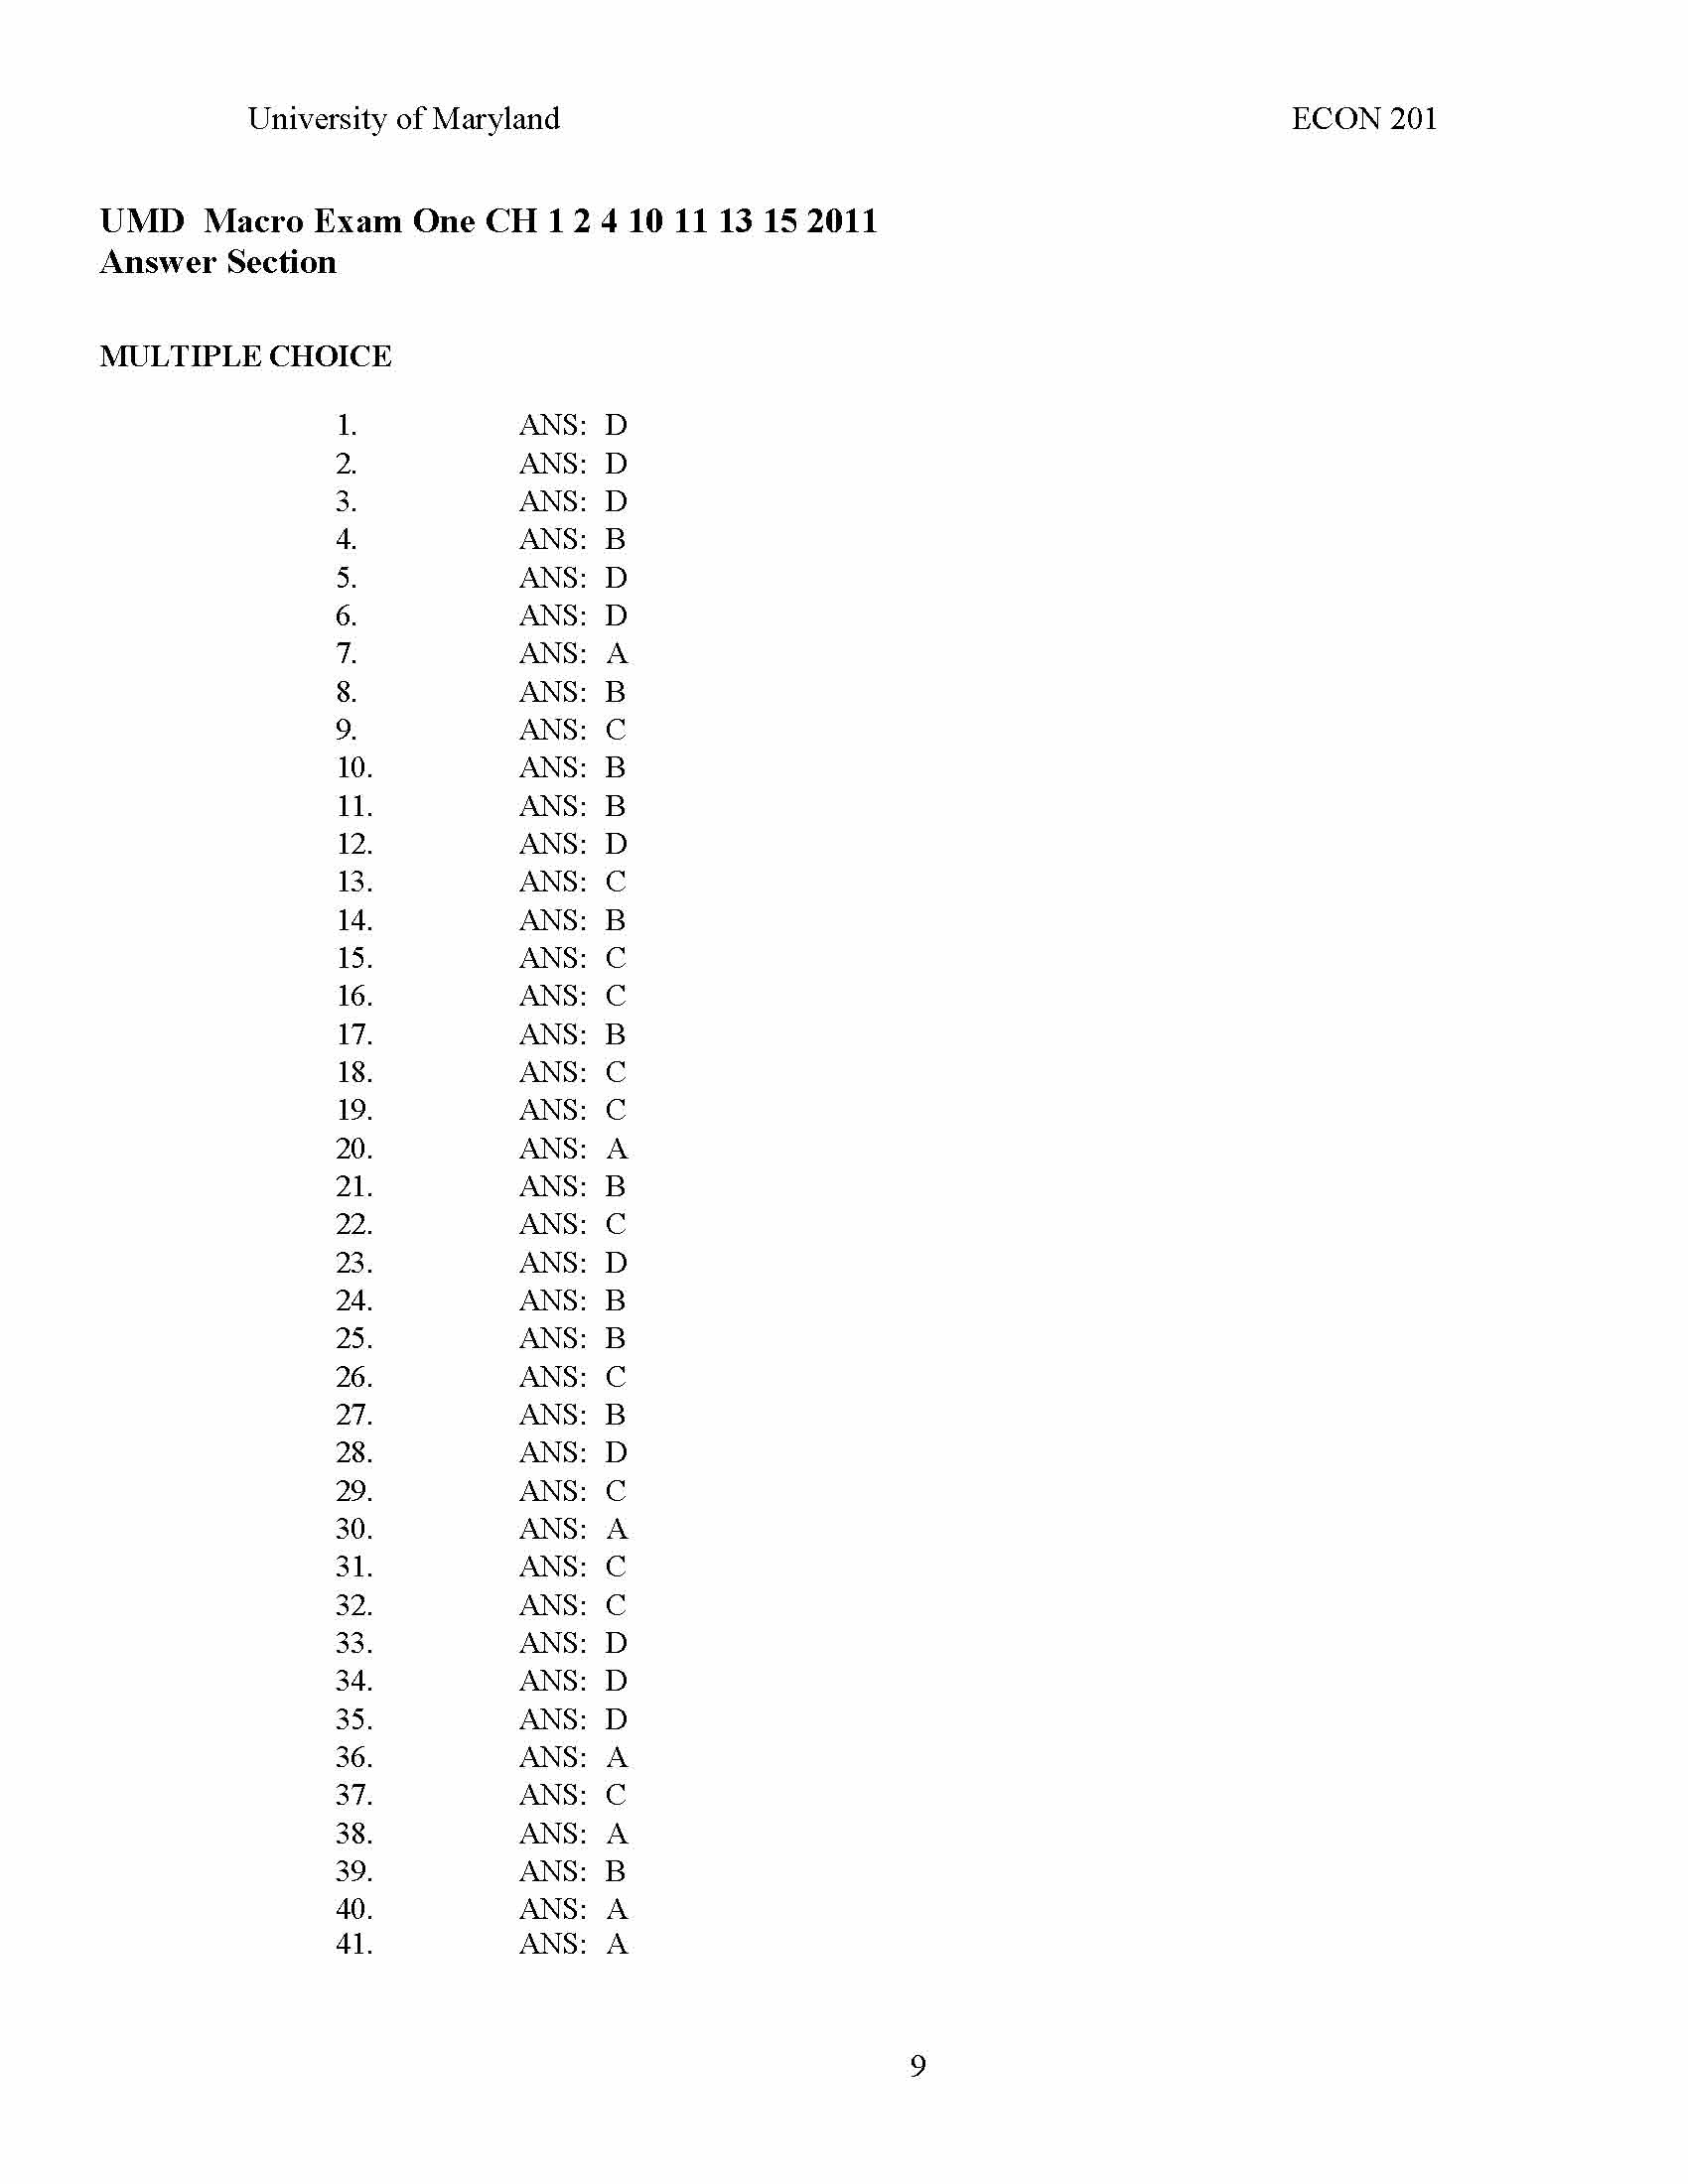 University of Maryland ECON 201
UMD Macro Exam One CH 1 2 4 10 11 13 15 2011
Answer Section
MULTIPLE CHOICE
1. ANS: D
2. ANS: D
3. ANS: D
4. ANS: B
5. ANS: D
6. ANS: D
7. ANS: A
8. ANS: B
9. ANS: C
10. ANS: B
11. ANS: B
12. ANS: D
13. ANS: C
14. ANS: B
15. ANS: C
16. ANS: C
17. ANS: B
18. ANS: C
19. ANS: C
20. ANS: A
21. ANS: B
22. ANS: C
23. ANS: D
24. ANS: B
25. ANS: B
26. ANS: C
27. ANS: B
28. ANS: D
29. ANS: C
30. ANS: A
31. ANS: C
32. ANS: C
33. ANS: D
34. ANS: D
35. ANS: D
36. ANS: A
37. ANS: C
38. ANS: A
39. ANS: B
40. ANS: A
41. ANS: A
9